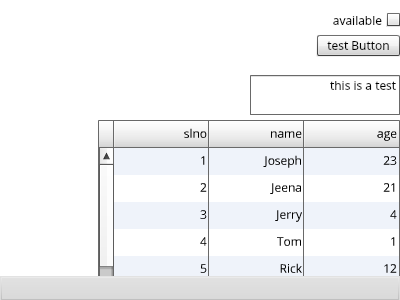 available
test Button
this is a test
slno name age
1 Joseph 23
2 Jeena 21
3 Jerry 4
4 Tom 1
5 Rick 12